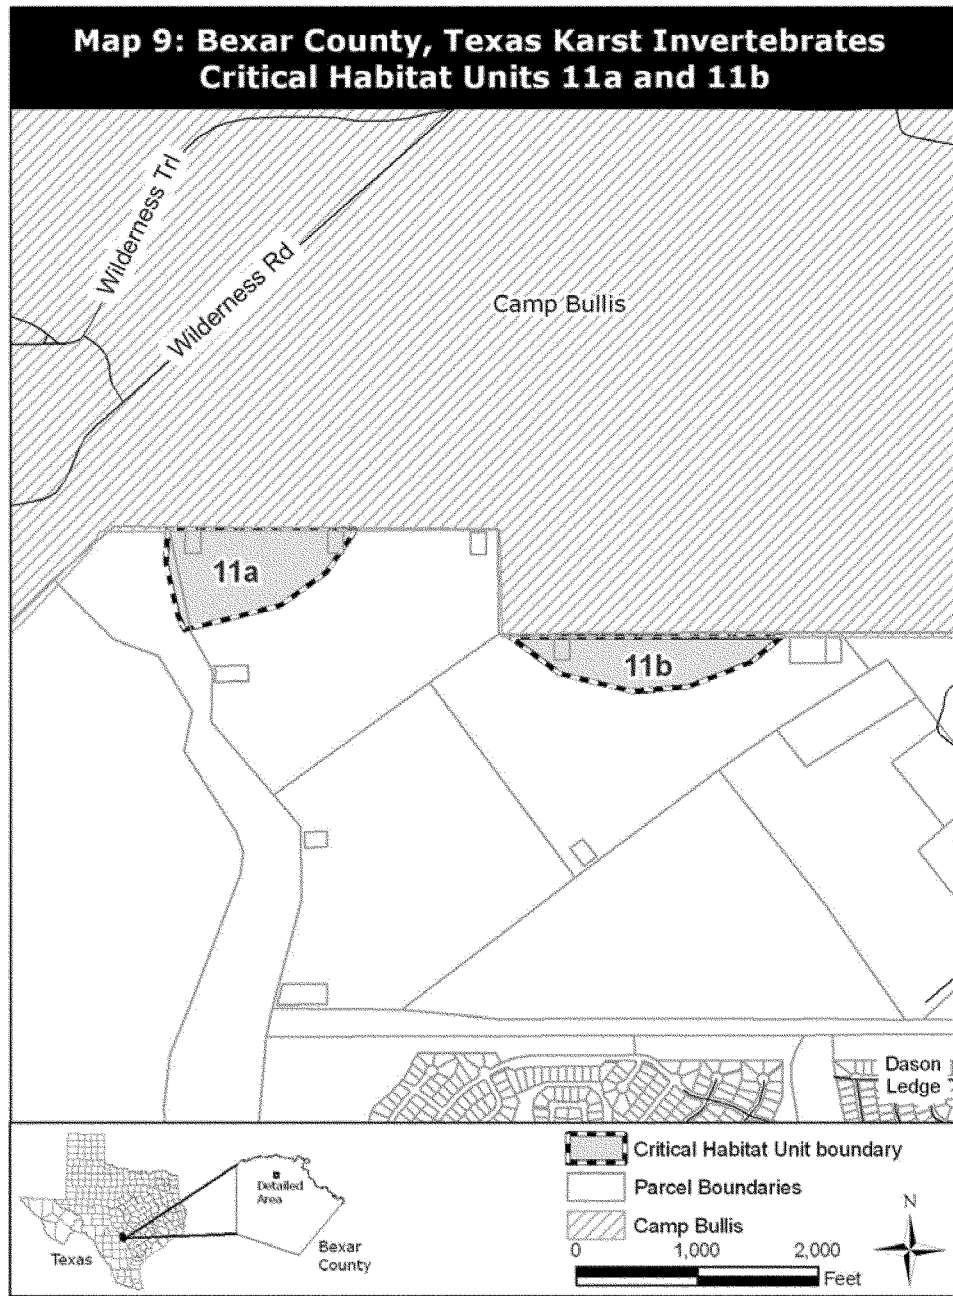 Map 9: Bexar County, Texas Karst Invertebrates
Critical Habitat Units 11a and 11b
Wilderness Trl
Wilderness Rd
Camp Bullis
11a
11b
Dason
Ledge
Critical Habitat Unit boundary
Parcel Boundaries
Camp Bullis
Detailed
Area
Texas
Bexar
County
0 1,000 2,000
Feet
N